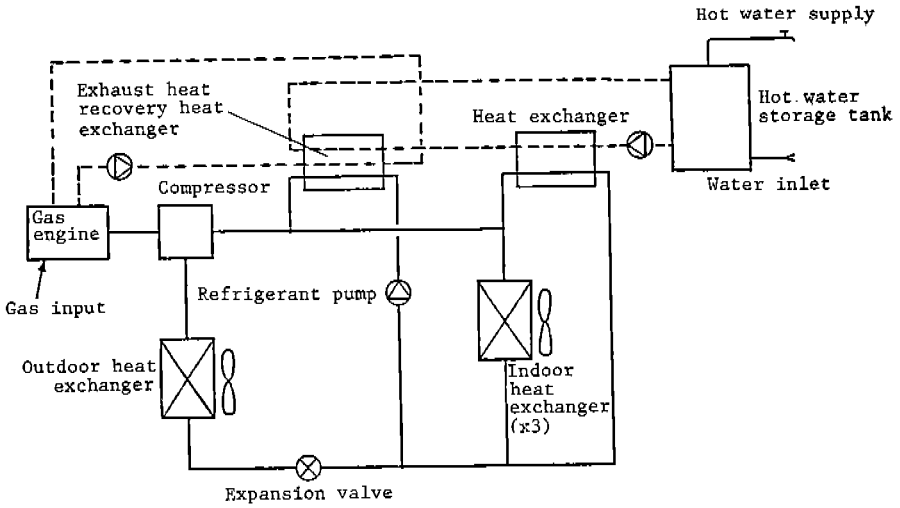 Hot water supply
Exhaust heat
recovery heat
exchanger
Heat exchanger
Hot water
storage tank
Compressor
Water inlet
Gas
engine
Refrigerant pump
Gas input
Outdoor heat
exchanger
Indoor
heat
exchanger
(x3)
Expansion valve